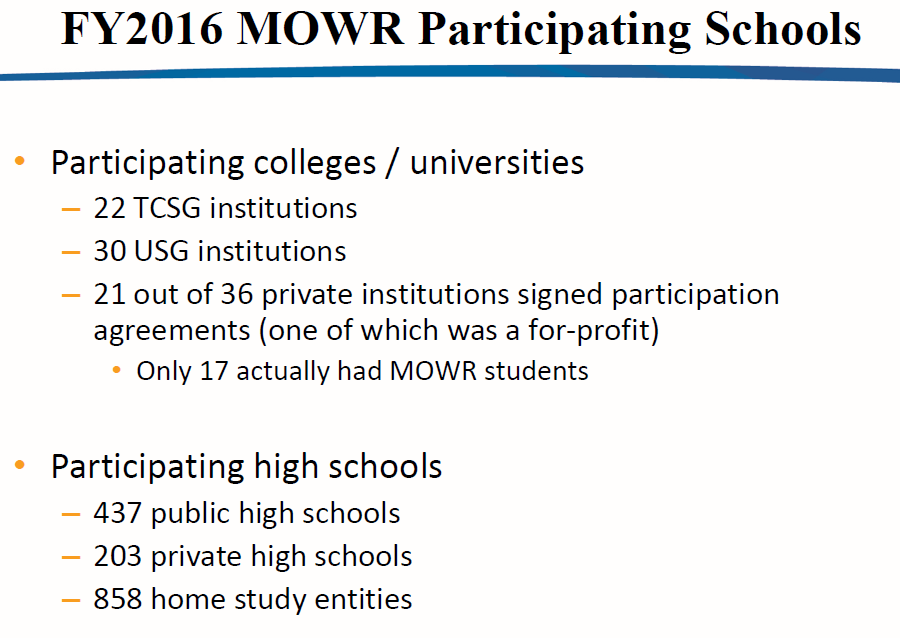 FY2016 MOWR Participating Schools
• Participating colleges / universities
– 22 TCSG institutions
– 30 USG institutions
– 21 out of 36 private institutions signed participation
agreements (one of which was a for-profit)
• Only 17 actually had MOWR students
• Participating high schools
– 437 public high schools
– 203 private high schools
– 858 home study entities